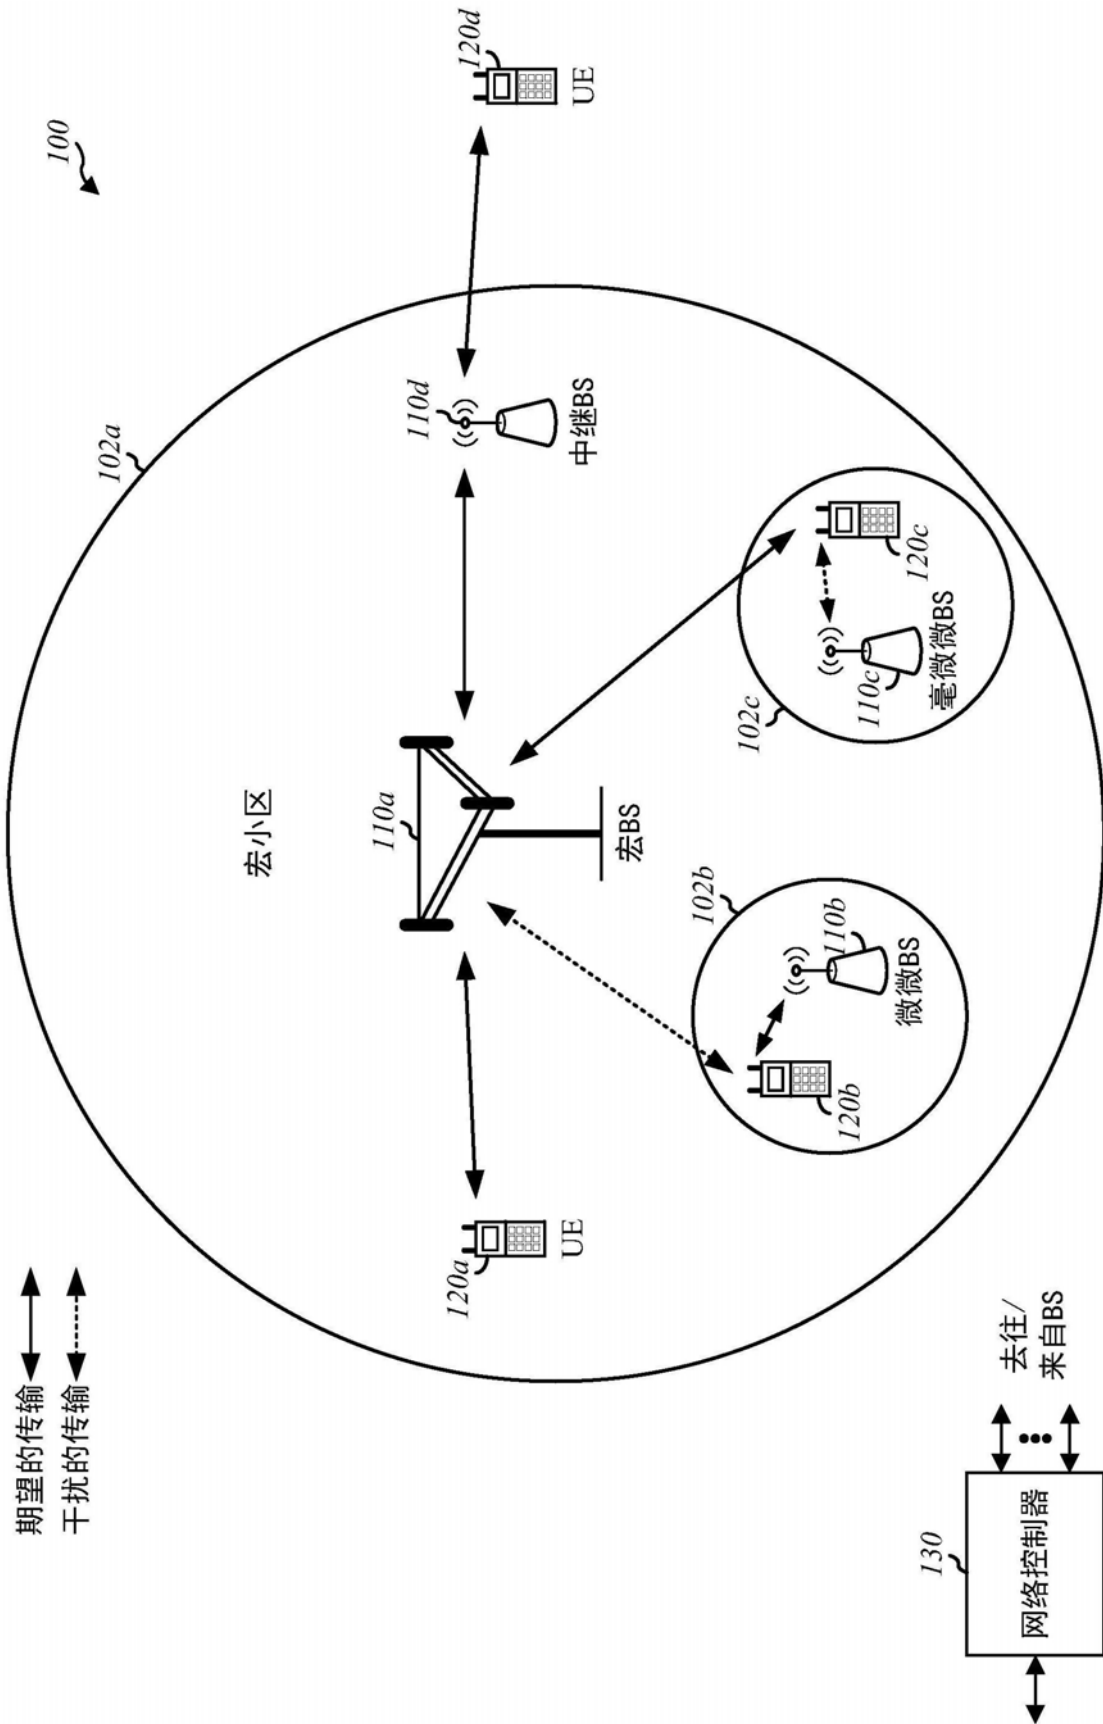 100
期望的传输
干扰的传输
102a
宏小区
120d
UE
110a
110d
中继BS
宏BS
120a
UE
102b
110b
微微BS
120b
102c
110c
毫微微BS
120c
130
网络控制器
去往/
来自BS